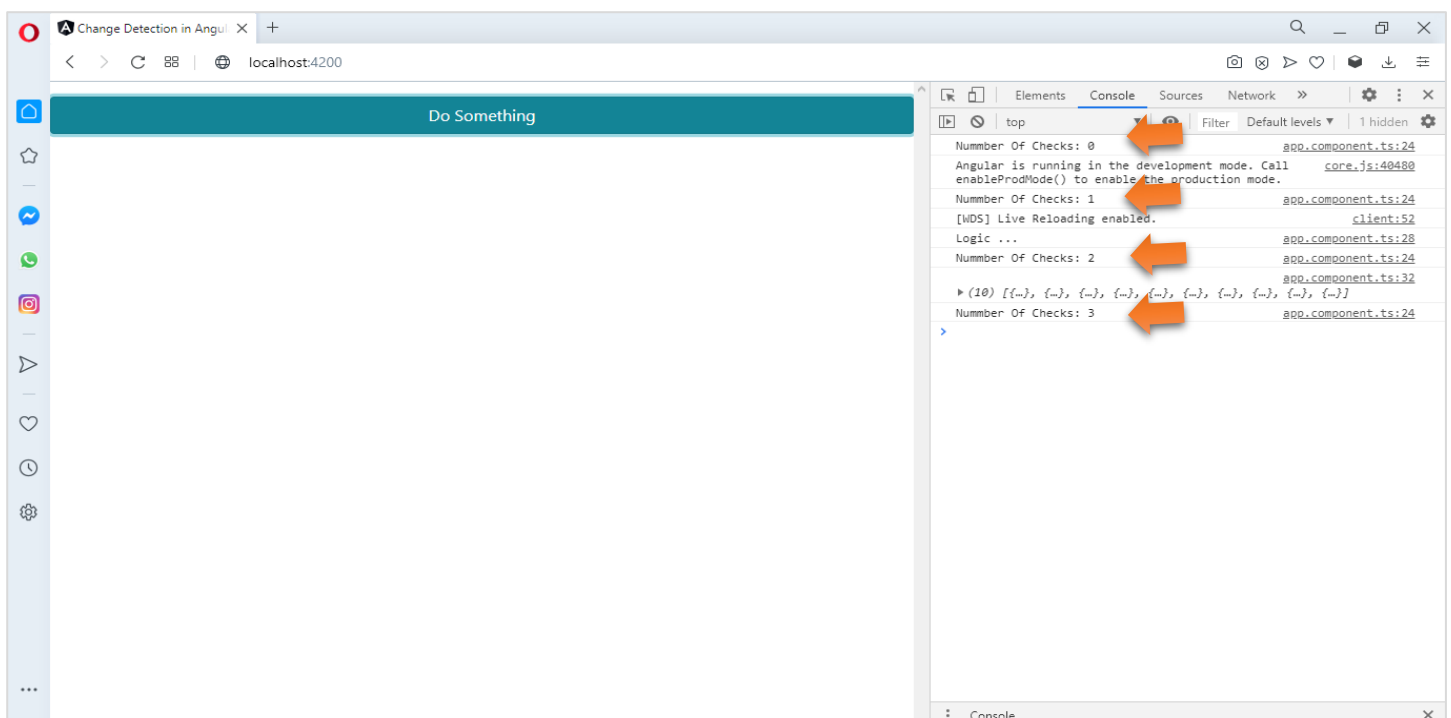 Change Detection in Angul
localhost:4200
Do Something
Elements Console Sources Network »
top Filter Default levels ▼ 1 hidden
Nummber Of Checks: 0 app.component.ts:24
Angular is running in the development mode. Call core.js:40480
enableProdMode() to enable the production mode.
Nummber Of Checks: 1 app.component.ts:24
[WDS] Live Reloading enabled. client:52
Logic ... app.component.ts:28
Nummber Of Checks: 2 app.component.ts:24
app.component.ts:32
▶(10) [{…}, {…}, {…}, {…}, {…}, {…}, {…}, {…}, {…}, {…}]
Nummber Of Checks: 3 app.component.ts:24
Console